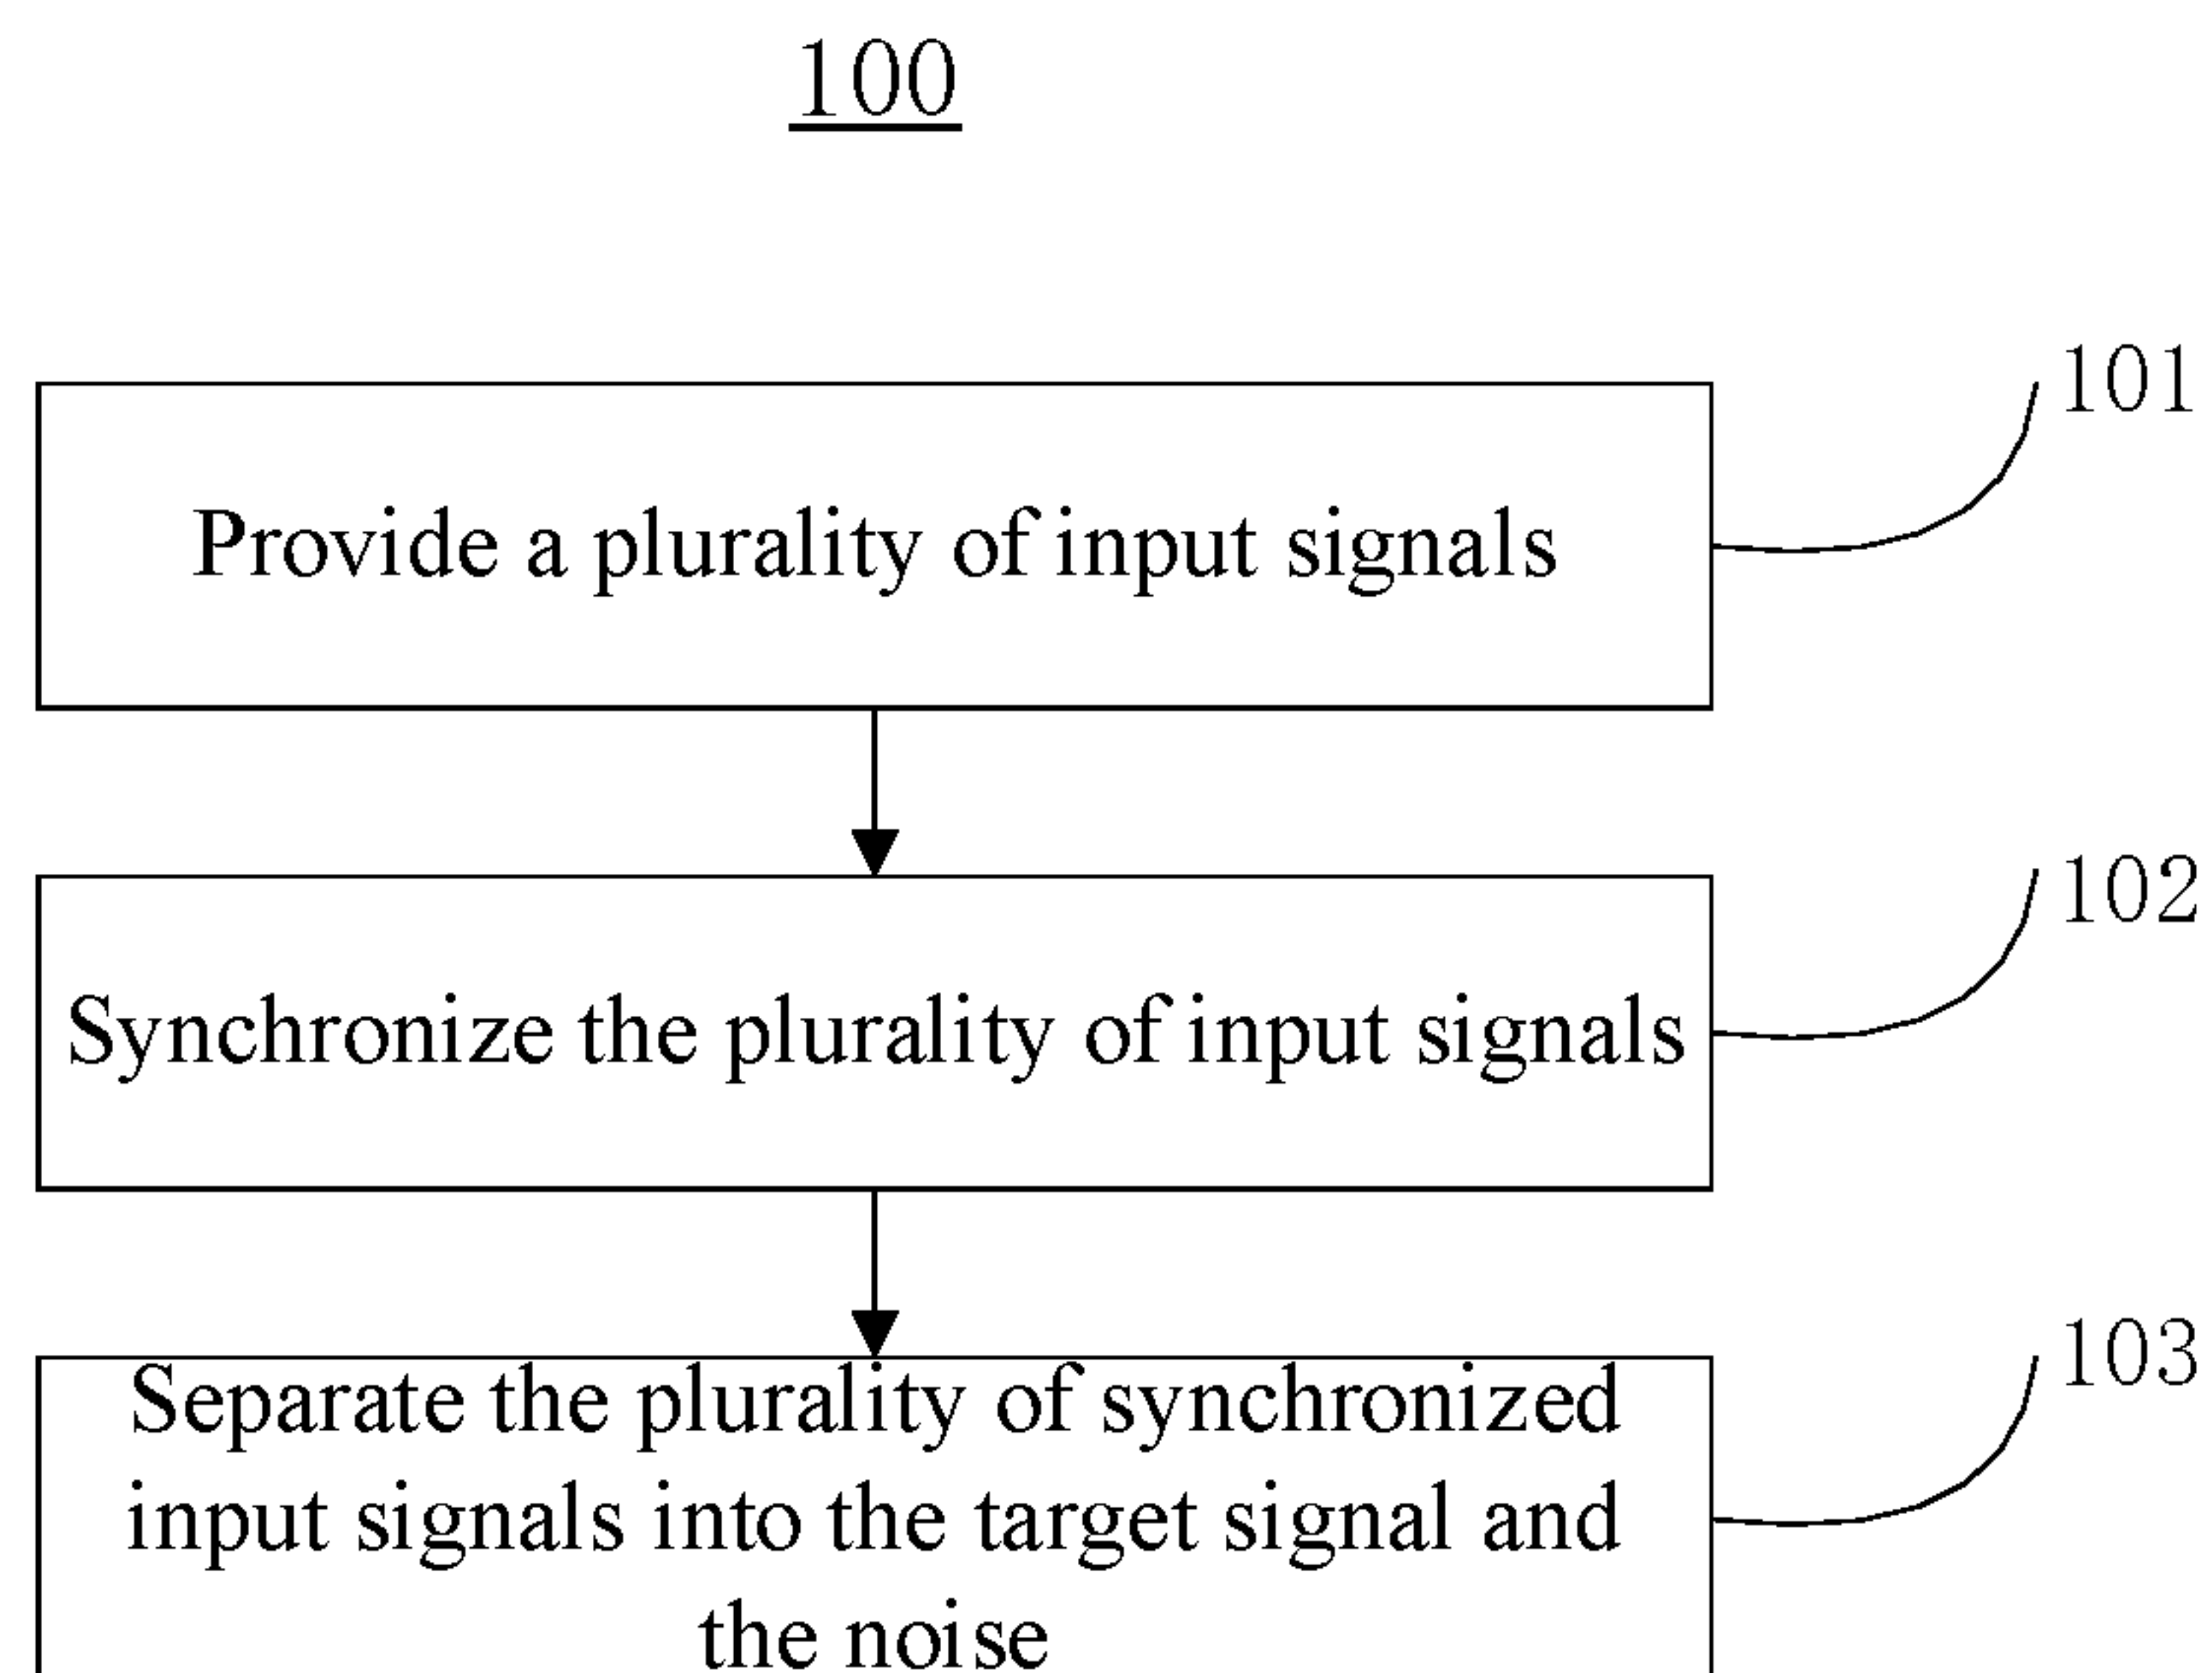 100
101
Provide a plurality of input signals
102
Synchronize the plurality of input signals
103
Separate the plurality of synchronized
input signals into the target signal and
the noise